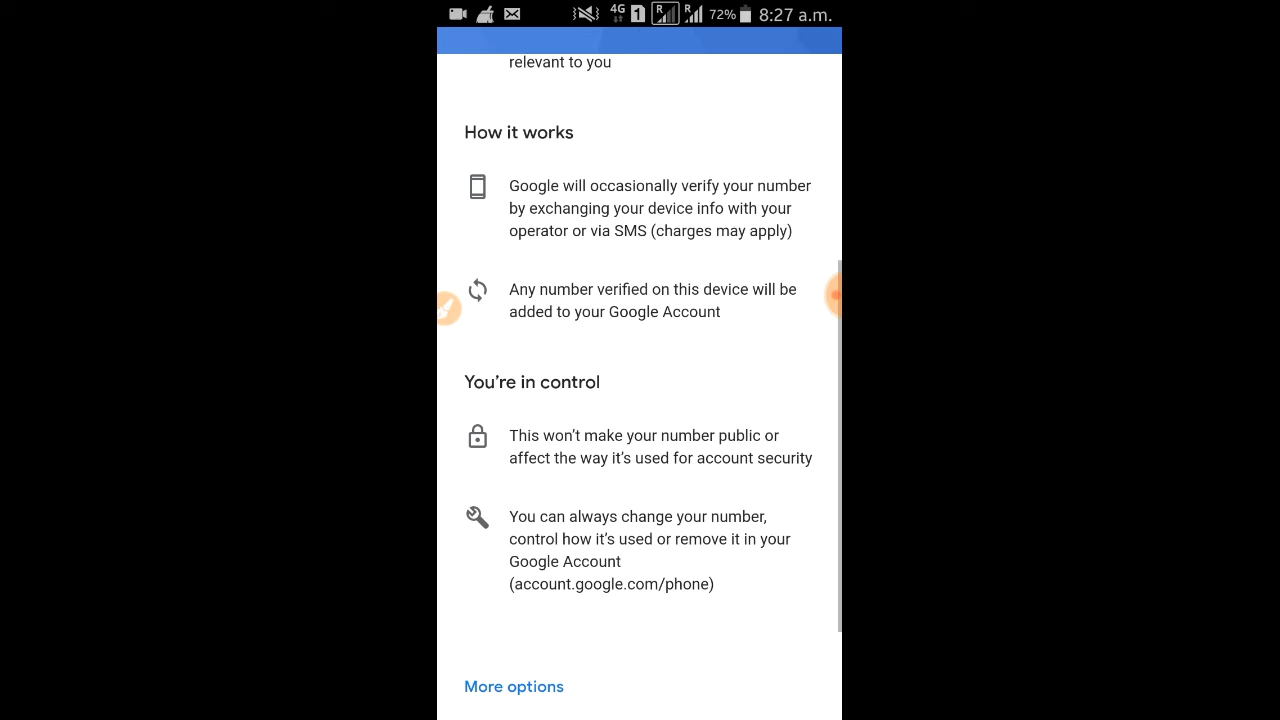 4G 1 R R 72% 8:27 a.m.
relevant to you
How it works
Google will occasionally verify your number
by exchanging your device info with your
operator or via SMS (charges may apply)
Any number verified on this device will be
added to your Google Account
You're in control
This won't make your number public or
affect the way it's used for account security
You can always change your number,
control how it's used or remove it in your
Google Account
(account.google.com/phone)
More options